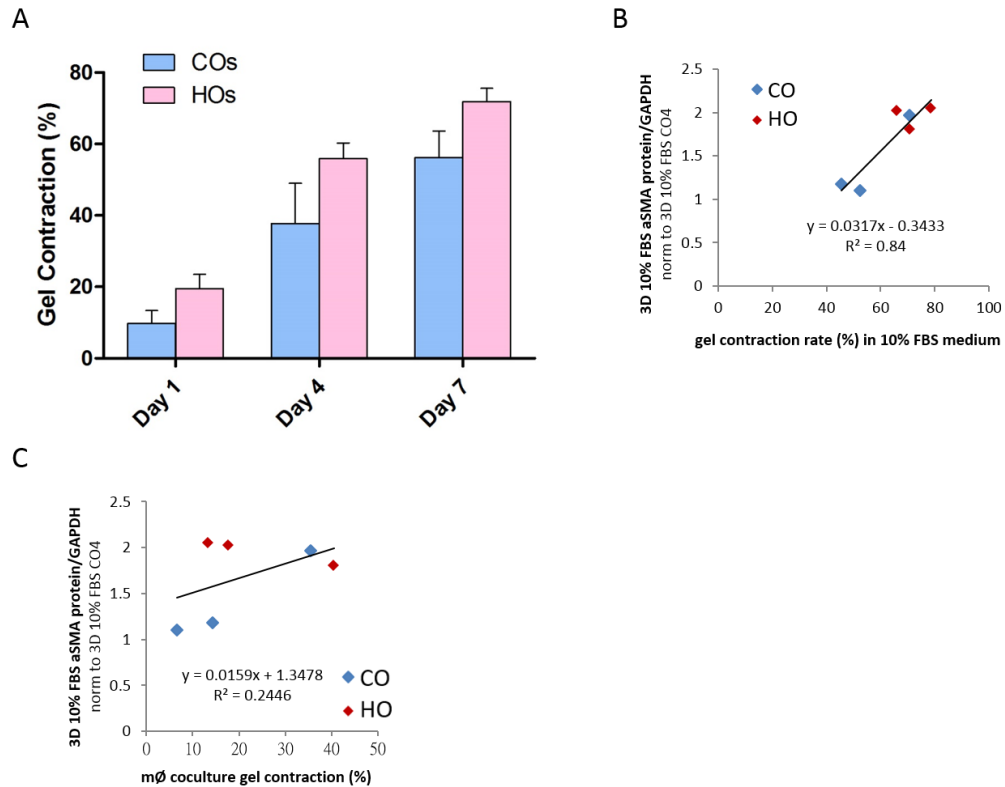 A
COs
HOs
Gel Contraction (%)
80
60
40
20
0
Day 1
Day 4
Day 7
B
3D 10% FBS aSMA protein/GAPDH
norm to 3D 10% FBS CO4
2.5
2
1.5
1
0.5
0
CO
HO
y = 0.0317x - 0.3433
R² = 0.84
0 20 40 60 80 100
gel contraction rate (%) in 10% FBS medium
C
3D 10% FBS aSMA protein/GAPDH
norm to 3D 10% FBS CO4
2.5
2
1.5
1
0.5
0
y = 0.0159x + 1.3478
R² = 0.2446
CO
HO
0 10 20 30 40 50
mØ coculture gel contraction (%)